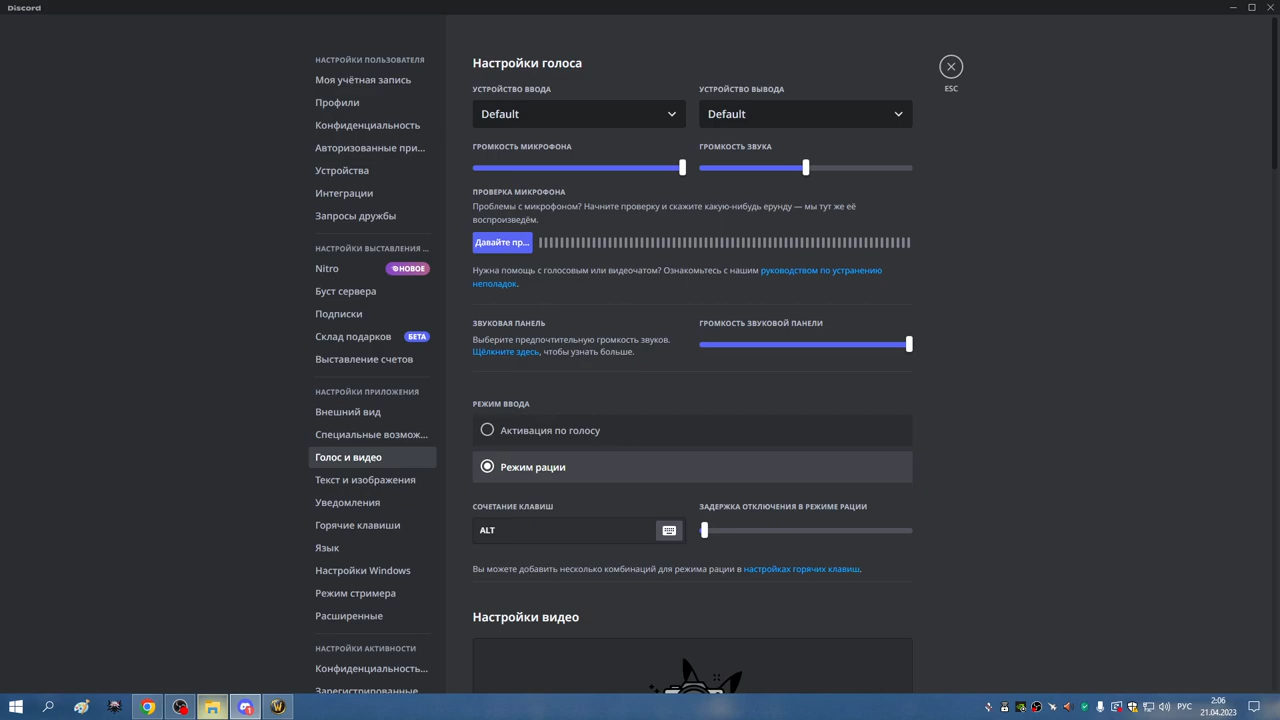 Discord
НАСТРОЙКИ ПОЛЬЗОВАТЕЛЯ
Моя учётная запись
Профили
Конфиденциальность
Авторизованные при...
Устройства
Интеграции
Запросы дружбы
НАСТРОЙКИ ВЫСТАВЛЕНИЯ ...
Nitro
НОВОЕ
Буст сервера
Подписки
Склад подарков
БЕТА
Выставление счетов
НАСТРОЙКИ ПРИЛОЖЕНИЯ
Внешний вид
Специальные возмож...
Голос и видео
Текст и изображения
Уведомления
Горячие клавиши
Язык
Настройки Windows
Режим стримера
Расширенные
НАСТРОЙКИ АКТИВНОСТИ
Конфиденциальность...
Зарегистрированные
Настройки голоса
ESC
УСТРОЙСТВО ВВОДА
УСТРОЙСТВО ВЫВОДА
Default
Default
ГРОМКОСТЬ МИКРОФОНА
ГРОМКОСТЬ ЗВУКА
ПРОВЕРКА МИКРОФОНА
Проблемы с микрофоном? Начните проверку и скажите какую-нибудь ерунду — мы тут же её
воспроизведём.
Давайте пр...
Нужна помощь с голосовым или видеочатом? Ознакомьтесь с нашим руководством по устранению
неполадок.
ЗВУКОВАЯ ПАНЕЛЬ
ГРОМКОСТЬ ЗВУКОВОЙ ПАНЕЛИ
Выберите предпочтительную громкость звуков.
Щёлкните здесь, чтобы узнать больше.
РЕЖИМ ВВОДА
Активация по голосу
Режим рации
СОЧЕТАНИЕ КЛАВИШ
ЗАДЕРЖКА ОТКЛЮЧЕНИЯ В РЕЖИМЕ РАЦИИ
ALT
Вы можете добавить несколько комбинаций для режима рации в настройках горячих клавиш.
Настройки видео
РУС
2:06
21.04.2023